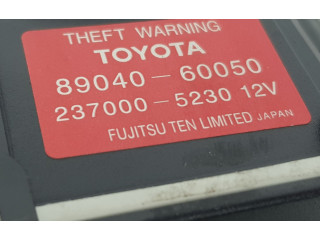 THEFT WARNING
TOYOTA
89040-60050
237000-5230 12V
FUJITSU TEN LIMITED JAPAN